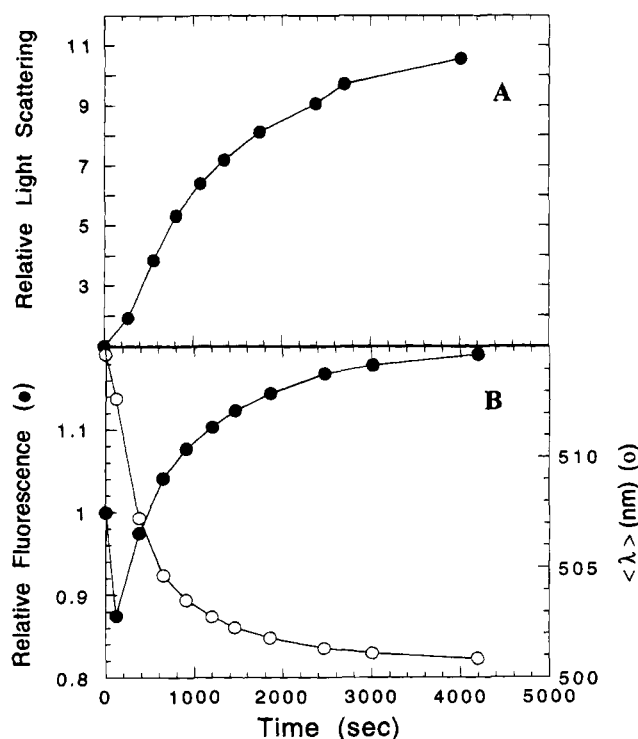 Relative Light Scattering
11
9
7
5
3
A
Relative Fluorescence (●)
1.1
1
0.9
0.8
B
510
505
500
<λ> (nm) (o)
0 1000 2000 3000 4000 5000
Time (sec)